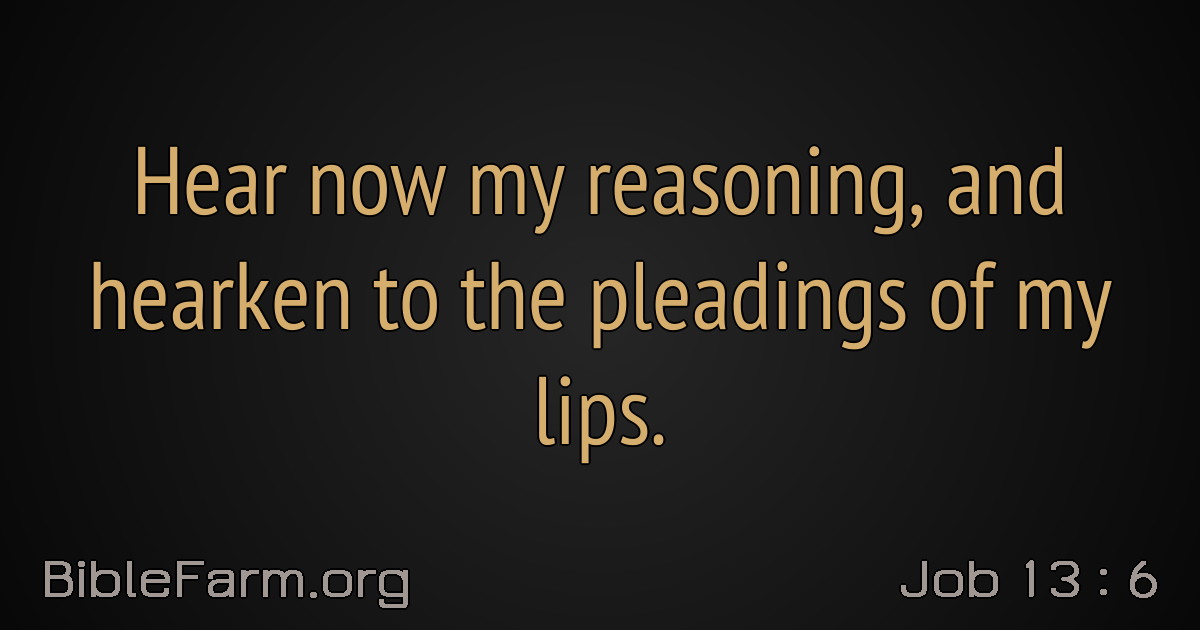 Hear now my reasoning, and
hearken to the pleadings of my
lips.
BibleFarm.org
Job 13 : 6